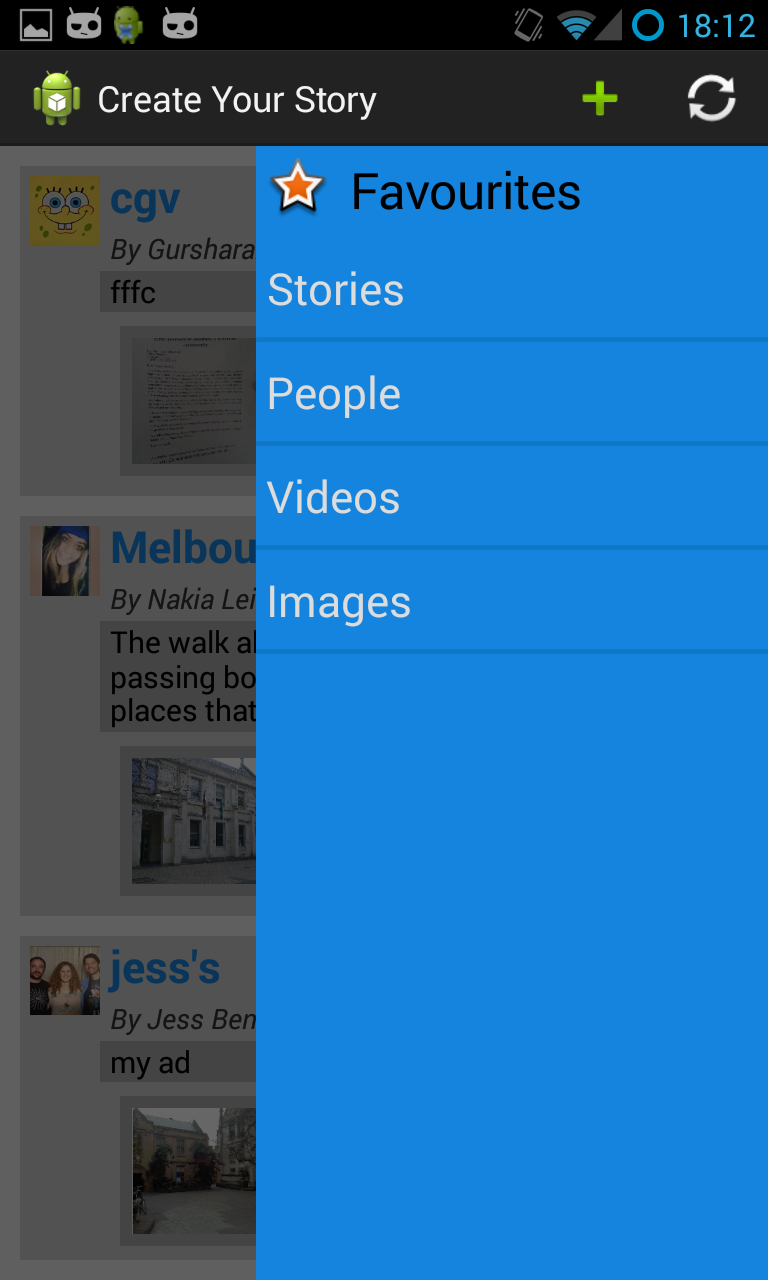 18:12
Create Your Story
Favourites
Stories
People
Videos
Images
cgv
By Gurshara
fffc
Melbou
By Nakia Lei
The walk al
passing bo
places that
jess's
By Jess Ben
my ad